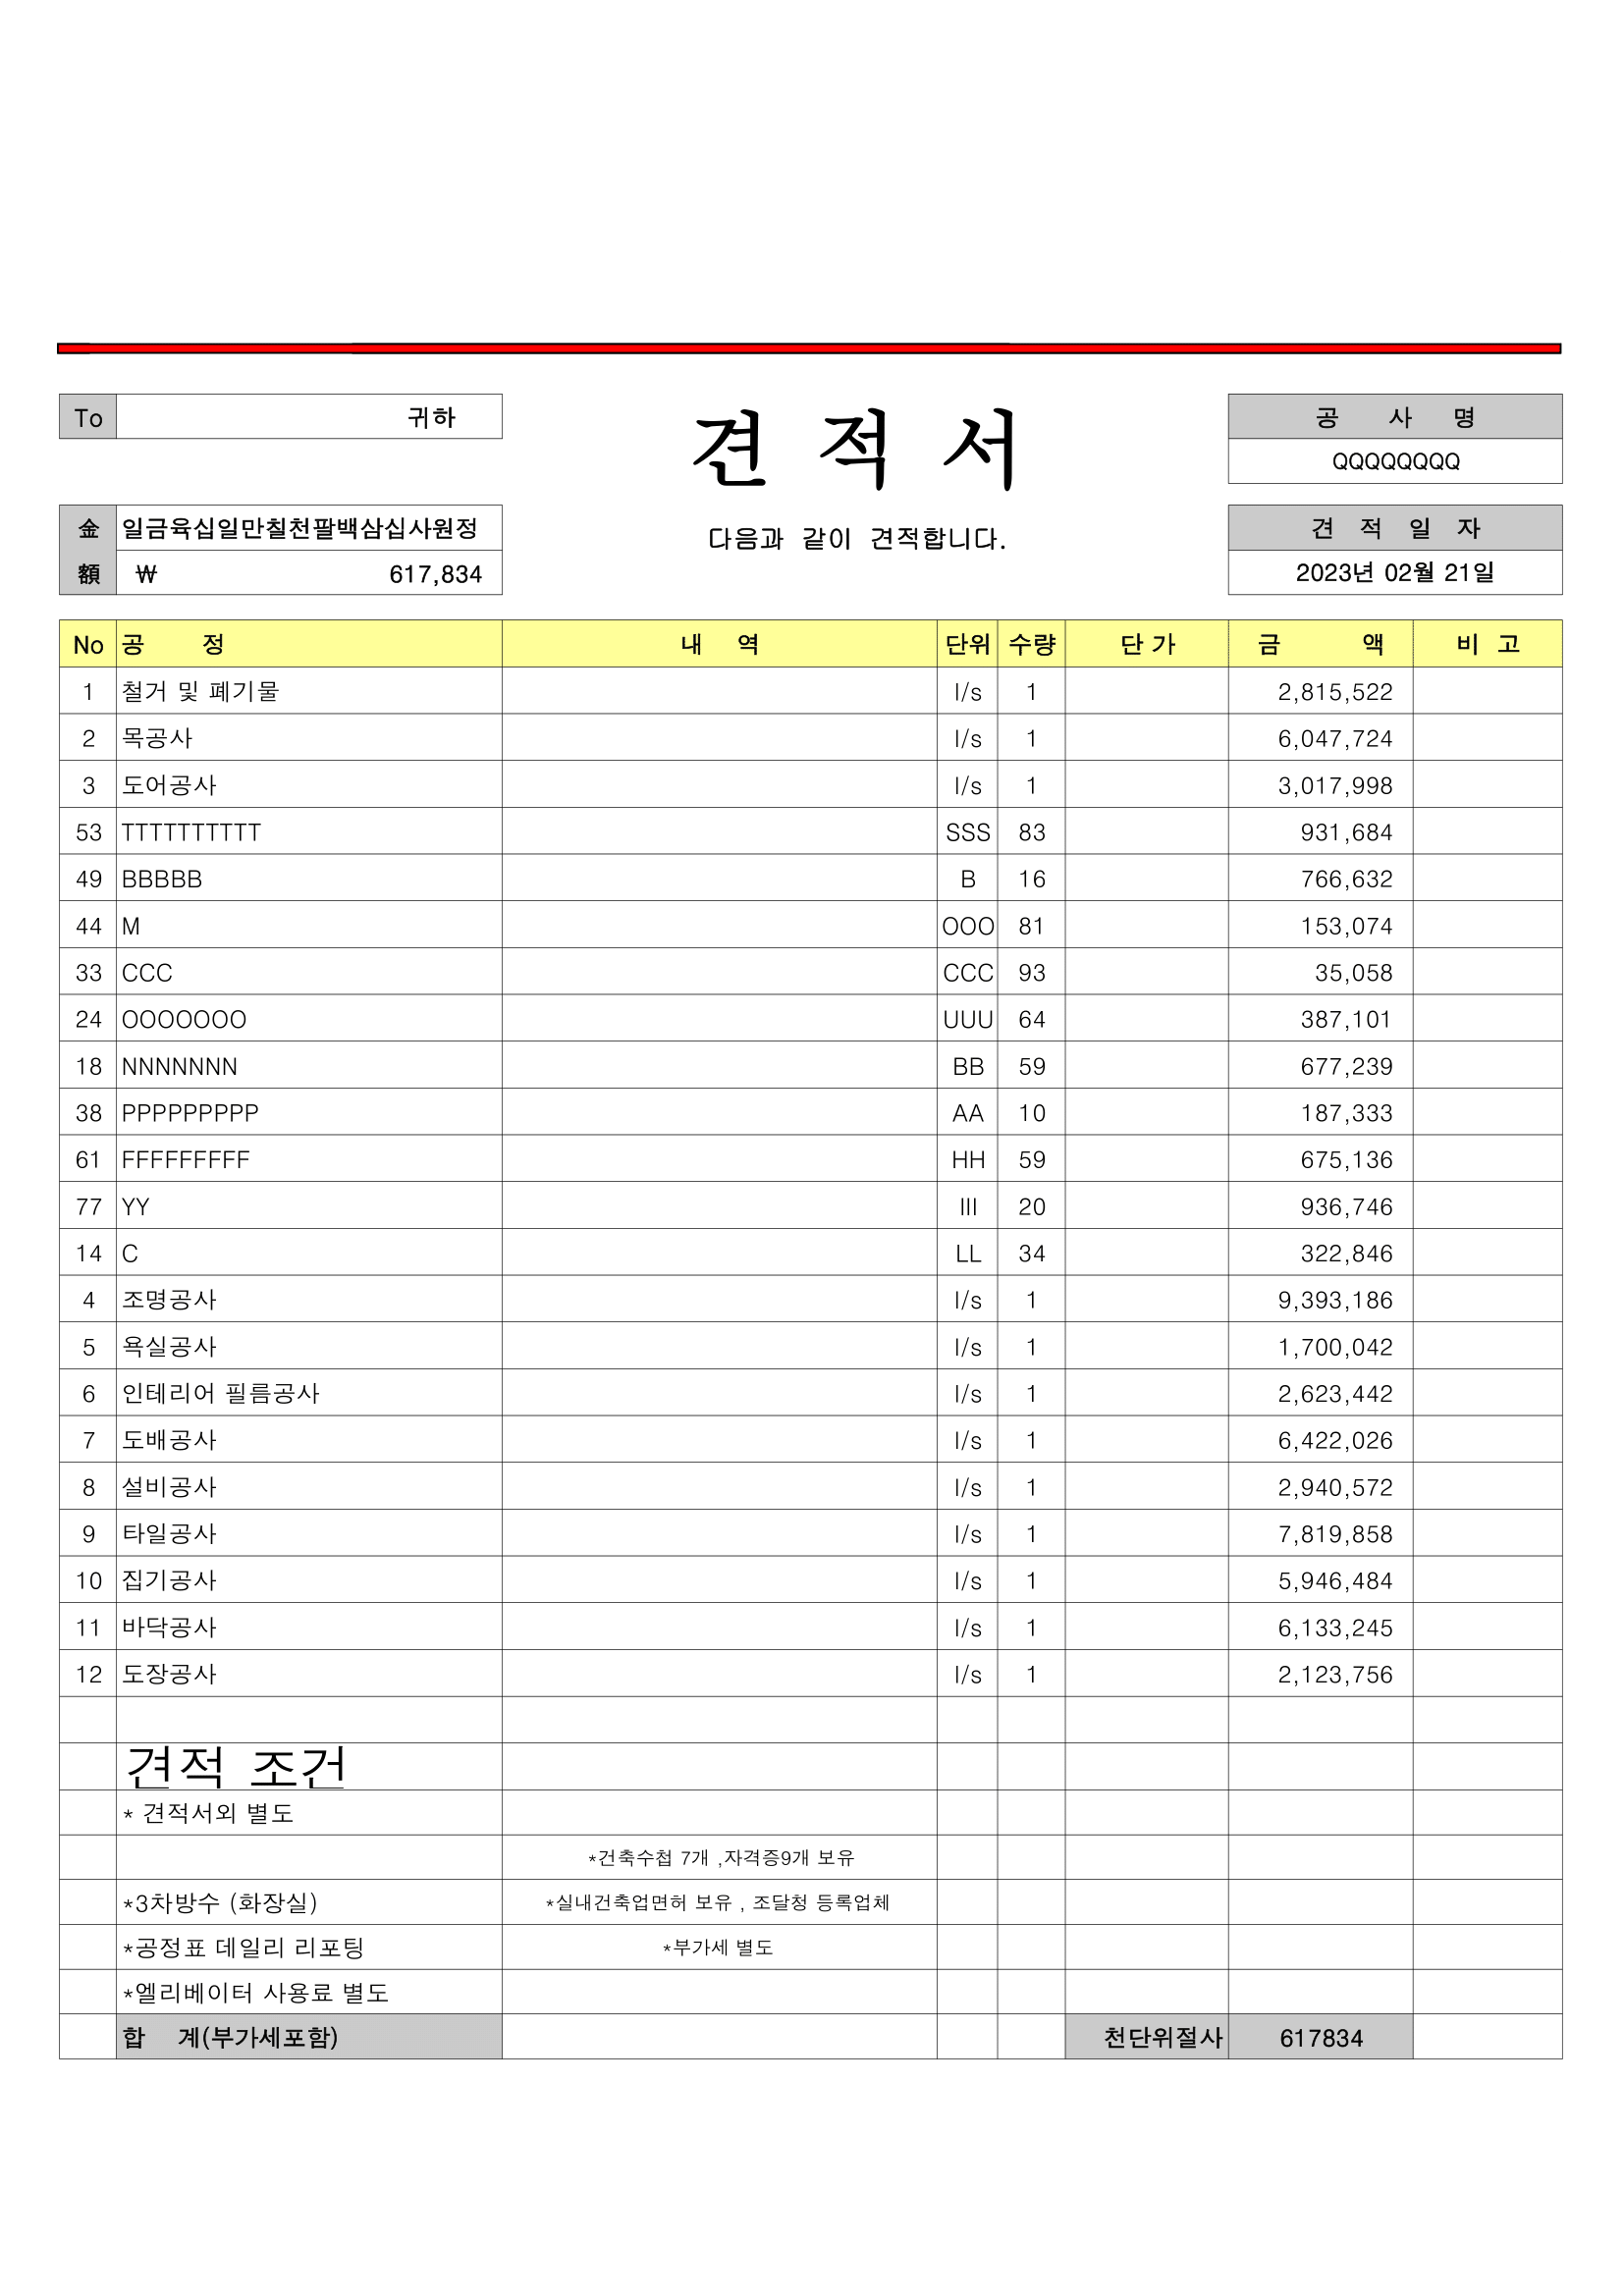 To 귀하
견 적 서
공 사 명
QQQQQQQQ
金額 일금육십일만칠천팔백삼십사원정
₩ 617,834
다음과 같이 견적합니다.
견 적 일 자
2023년 02월 21일
No 공 정 내 역 단위 수량 단 가 금 액 비 고
1 철거 및 폐기물 l/s 1 2,815,522
2 목공사 l/s 1 6,047,724
3 도어공사 l/s 1 3,017,998
53 TTTTTTTTTT SSS 83 931,684
49 BBBBB B 16 766,632
44 M OOO 81 153,074
33 CCC CCC 93 35,058
24 OOOOOOO UUU 64 387,101
18 NNNNNNN BB 59 677,239
38 PPPPPPPPP AA 10 187,333
61 FFFFFFFFF HH 59 675,136
77 YY III 20 936,746
14 C LL 34 322,846
4 조명공사 l/s 1 9,393,186
5 욕실공사 l/s 1 1,700,042
6 인테리어 필름공사 l/s 1 2,623,442
7 도배공사 l/s 1 6,422,026
8 설비공사 l/s 1 2,940,572
9 타일공사 l/s 1 7,819,858
10 집기공사 l/s 1 5,946,484
11 바닥공사 l/s 1 6,133,245
12 도장공사 l/s 1 2,123,756
견적 조건
* 견적서외 별도
*건축수첩 7개 ,자격증9개 보유
*3차방수 (화장실) *실내건축업면허 보유 , 조달청 등록업체
*공정표 데일리 리포팅 *부가세 별도
*엘리베이터 사용료 별도
합 계(부가세포함) 천단위절사 617834